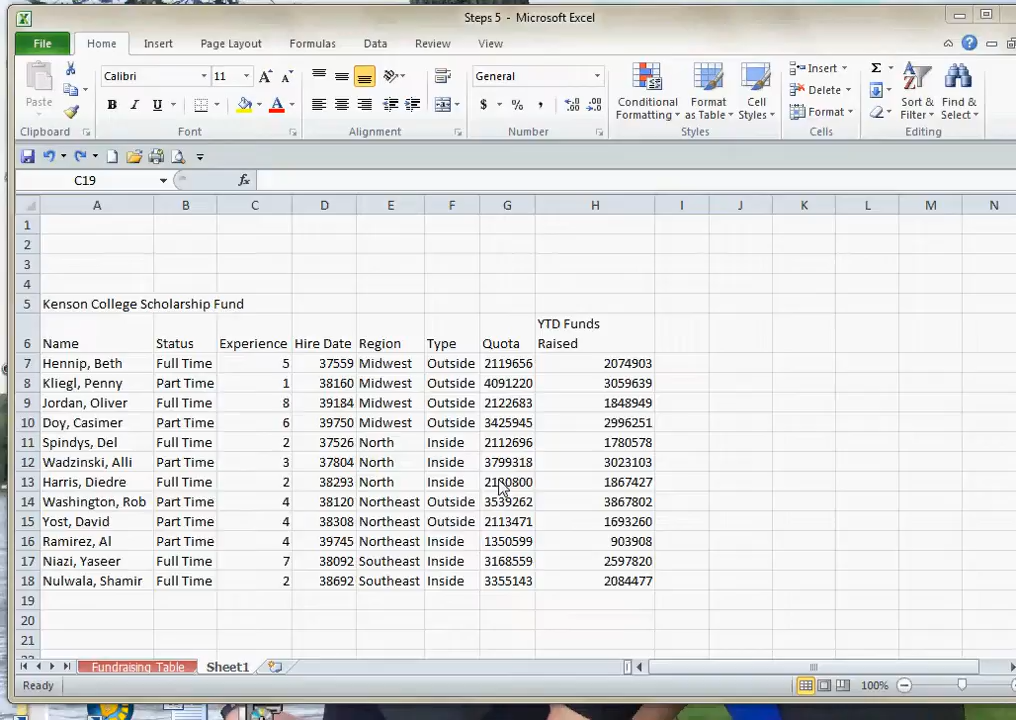 Steps 5 - Microsoft Excel
File Home Insert Page Layout Formulas Data Review View
Paste Calibri 11 General Conditional Formatting Format as Table Cell Styles Insert Delete Format Sort & Filter Find & Select
B I U A $ % , Σ
Clipboard Font Alignment Number Styles Cells Editing
C19 fx
A B C D E F G H I J K L M N
1
2
3
4
5 Kenson College Scholarship Fund
6 Name Status Experience Hire Date Region Type Quota YTD Funds Raised
7 Hennip, Beth Full Time 5 37559 Midwest Outside 2119656 2074903
8 Kliegl, Penny Part Time 1 38160 Midwest Outside 4091220 3059639
9 Jordan, Oliver Full Time 8 39184 Midwest Outside 2122683 1848949
10 Doy, Casimer Part Time 6 39750 Midwest Outside 3425945 2996251
11 Spindys, Del Full Time 2 37526 North Inside 2112696 1780578
12 Wadzinski, Alli Part Time 3 37804 North Inside 3799318 3023103
13 Harris, Diedre Full Time 2 38293 North Inside 1867427
14 Washington, Rob Part Time 4 38120 Northeast Outside 3539262 3867802
15 Yost, David Part Time 4 38308 Northeast Outside 2113471 1693260
16 Ramirez, Al Part Time 4 39745 Northeast Inside 1350599 903908
17 Niazi, Yaseer Full Time 7 38092 Southeast Inside 3168559 2597820
18 Nulwala, Shamir Full Time 2 38692 Southeast Inside 3355143 2084477
19
20
21
Fundraising Table Sheet1
Ready 100%